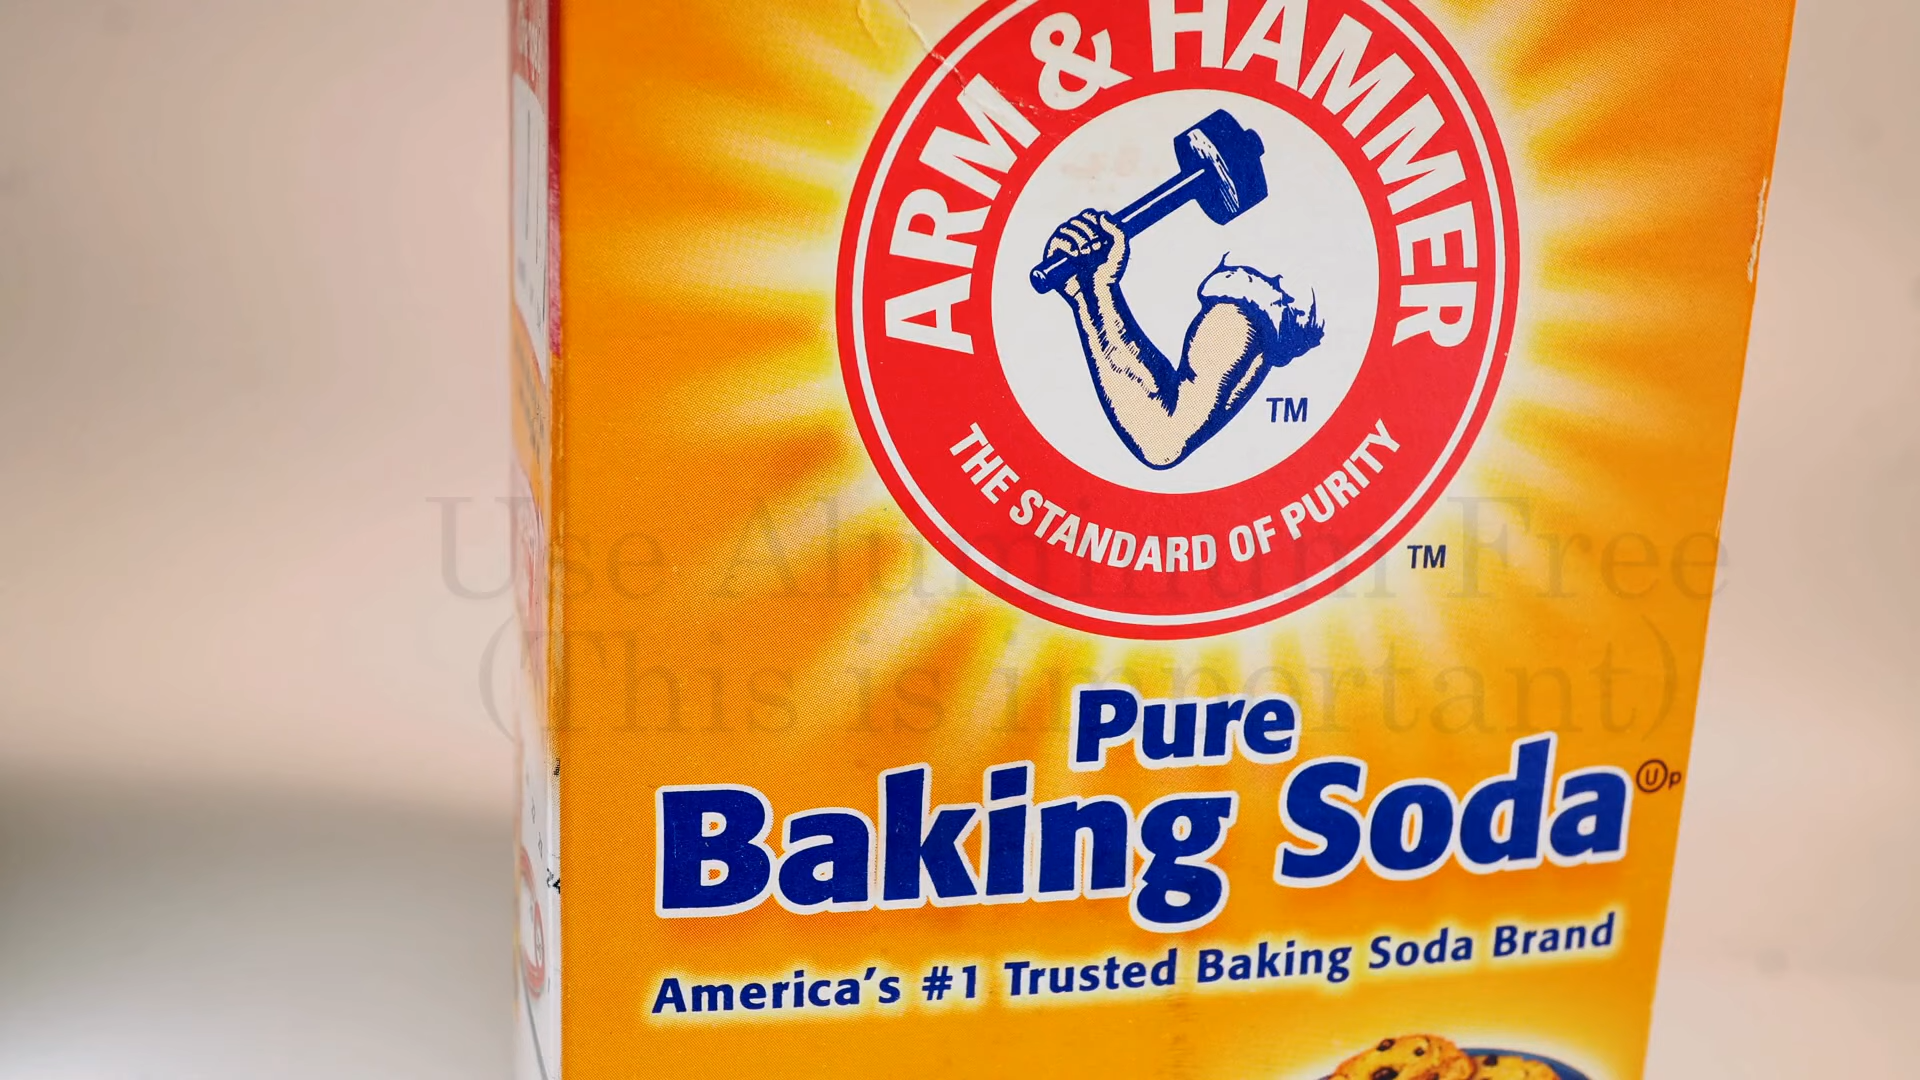 ARM & HAMMER
TM
THE STANDARD OF PURITY
TM
Use Aluminum Free
(This is important)
Pure
Baking Soda
Up
America's #1 Trusted Baking Soda Brand